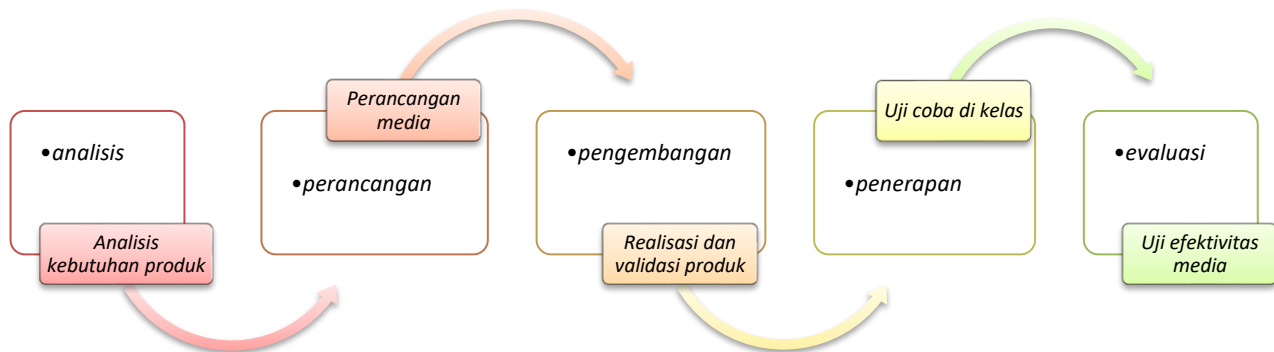 •analisis
Analisis
kebutuhan produk
Perancangan
media
•perancangan
•pengembangan
Realisasi dan
validasi produk
Uji coba di kelas
•penerapan
•evaluasi
Uji efektivitas
media